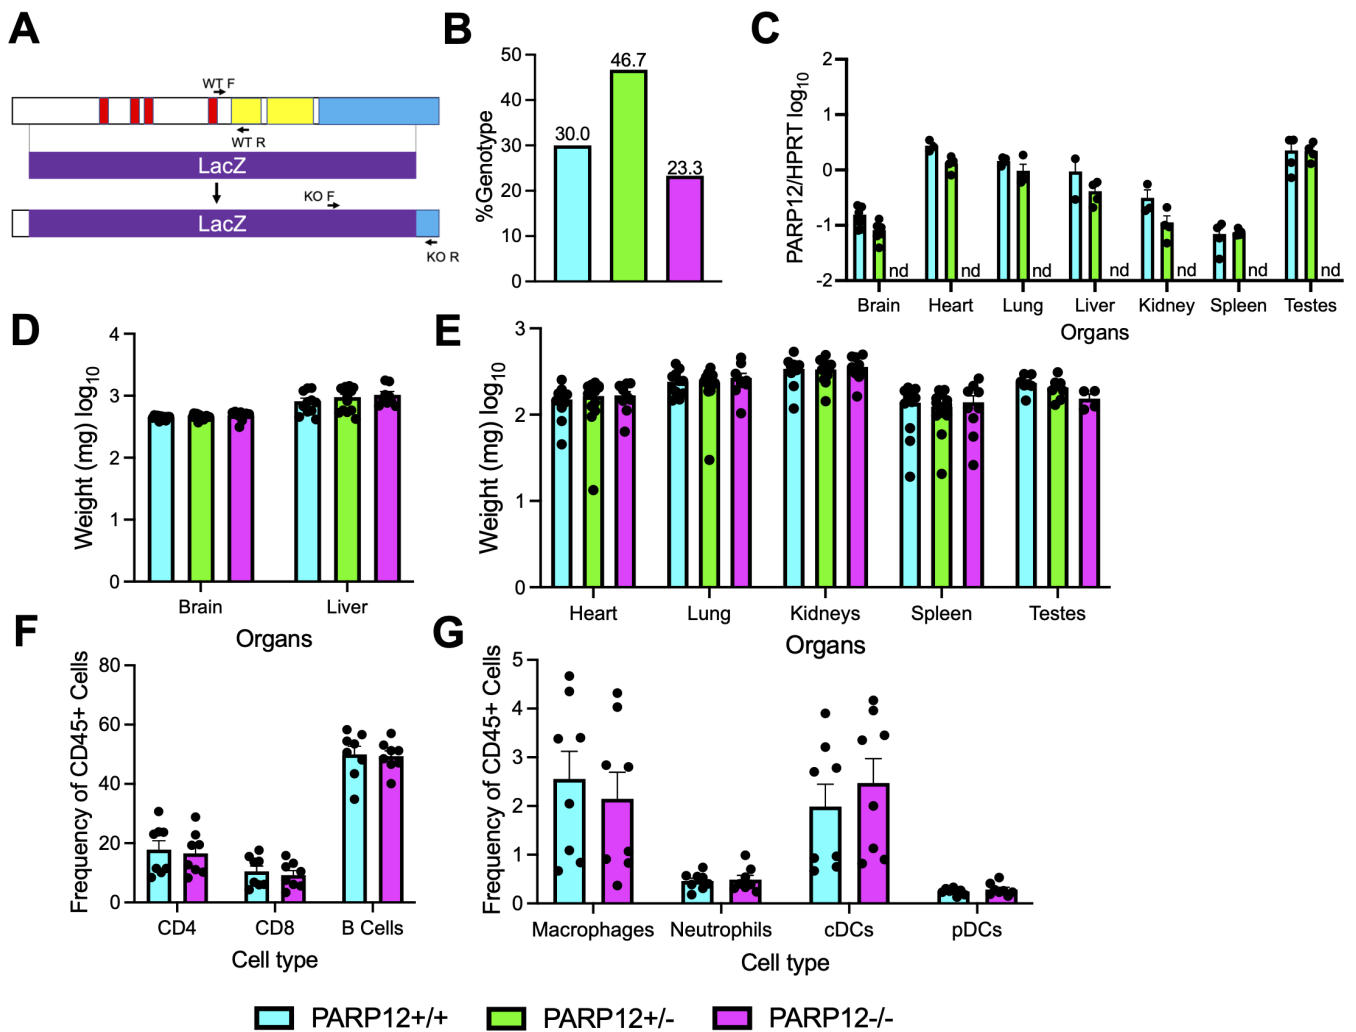 A
WT F
WT R
LacZ
KO F
LacZ
KO R
B
%Genotype
50
40
30
20
10
0
30.0
46.7
23.3
C
PARP12/HPRT log10
2
1
0
-1
-2
nd
nd
nd
nd
nd
nd
nd
Brain
Heart
Lung
Liver
Kidney
Spleen
Testes
Organs
D
Weight (mg) log10
4
3
2
1
0
Brain
Liver
Organs
E
Weight (mg) log10
3
2
1
0
Heart
Lung
Kidneys
Spleen
Testes
Organs
F
Frequency of CD45+ Cells
80
60
40
20
0
CD4
CD8
B Cells
Cell type
G
Frequency of CD45+ Cells
5
4
3
2
1
0
Macrophages
Neutrophils
cDCs
pDCs
Cell type
PARP12+/+
PARP12+/-
PARP12-/-